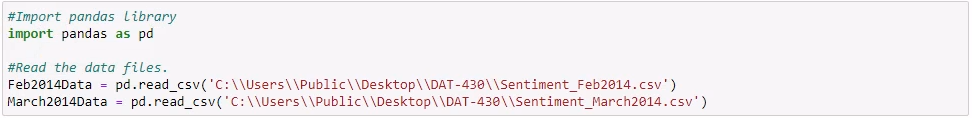 #Import pandas library
import pandas as pd
#Read the data files.
Feb2014Data = pd.read_csv('C:\\Users\\Public\\Desktop\\DAT-430\\Sentiment_Feb2014.csv')
March2014Data = pd.read_csv('C:\\Users\\Public\\Desktop\\DAT-430\\Sentiment_March2014.csv')